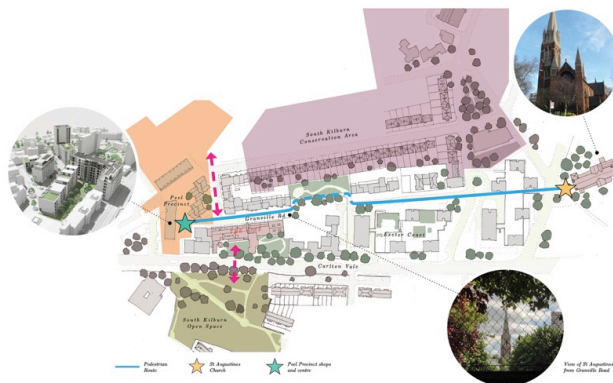 South Kilburn
Conservation Area
Peel
Precinct
Granville Rd
Exeter Court
Carlton Vale
South Kilburn
Open Space
Pedestrian
Route
St Augustines
Church
Peel Precinct shops
and centre
View of St Augustines
from Granville Road